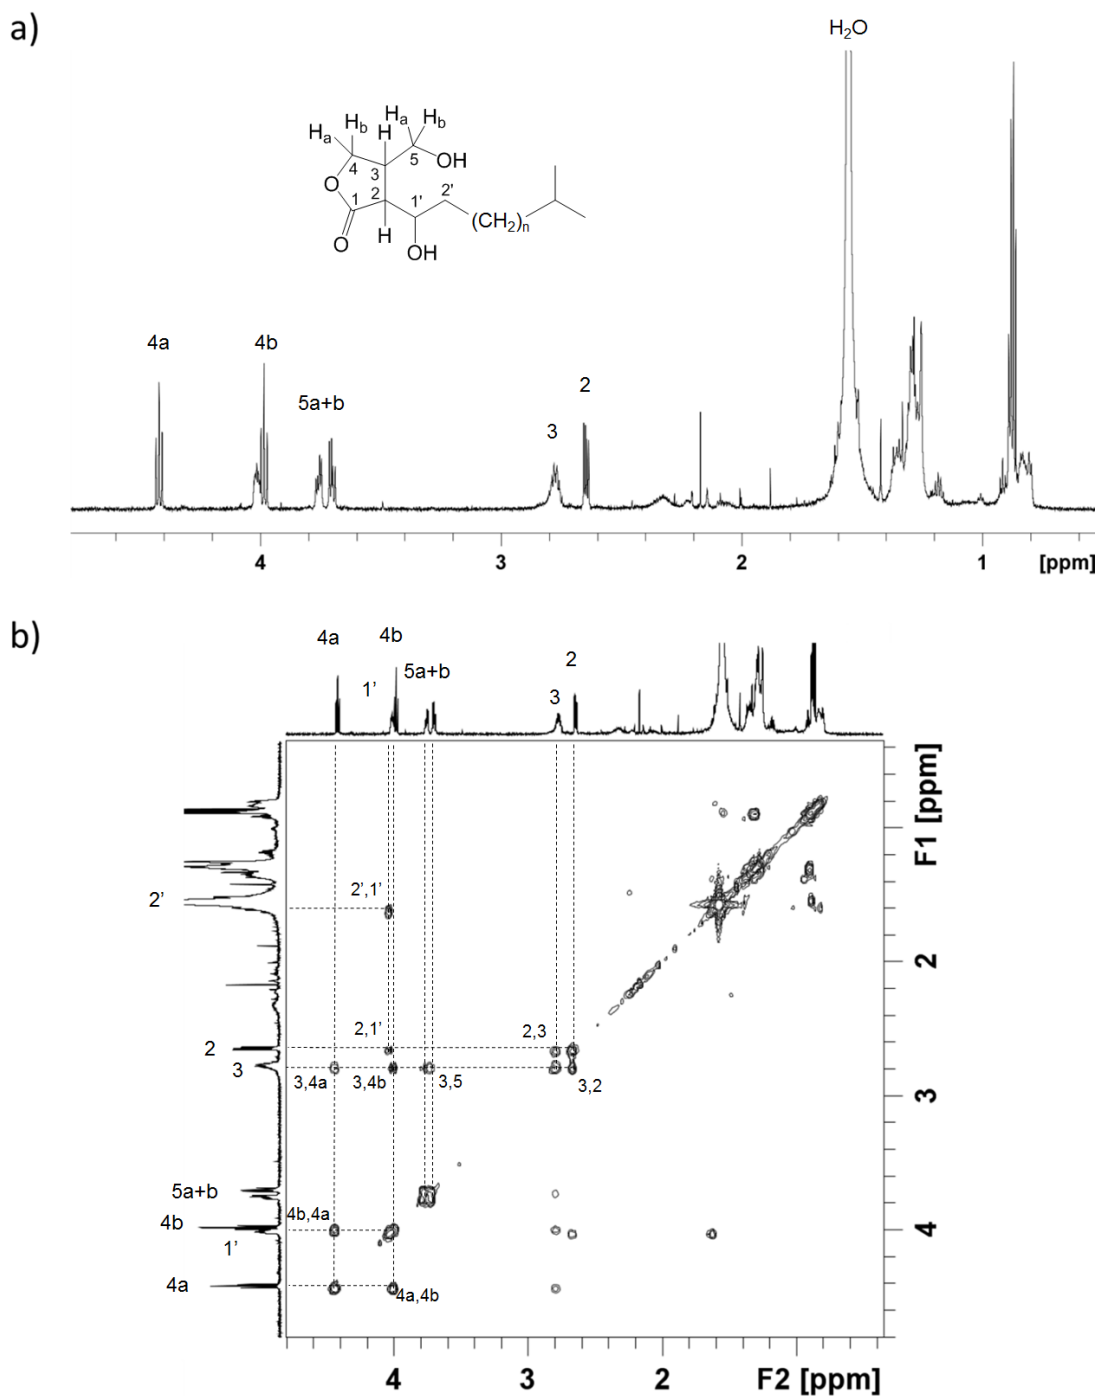 a)
H₂O
Ha Hb H Ha Hb
4 5 OH
3
O 2 2'
1 1' (CH₂)n
O H OH
4a 4b
5a+b 3 2
4 3 2 1 [ppm]
b)
4a 4b
1' 5a+b 3 2
F1 [ppm]
2' 2',1'
2
2 2,1' 2,3
3 3,4a 3,4b 3,5 3,2
3
5a+b
4b 4b,4a 4
1'
4a 4a,4b
4 3 2 F2 [ppm]